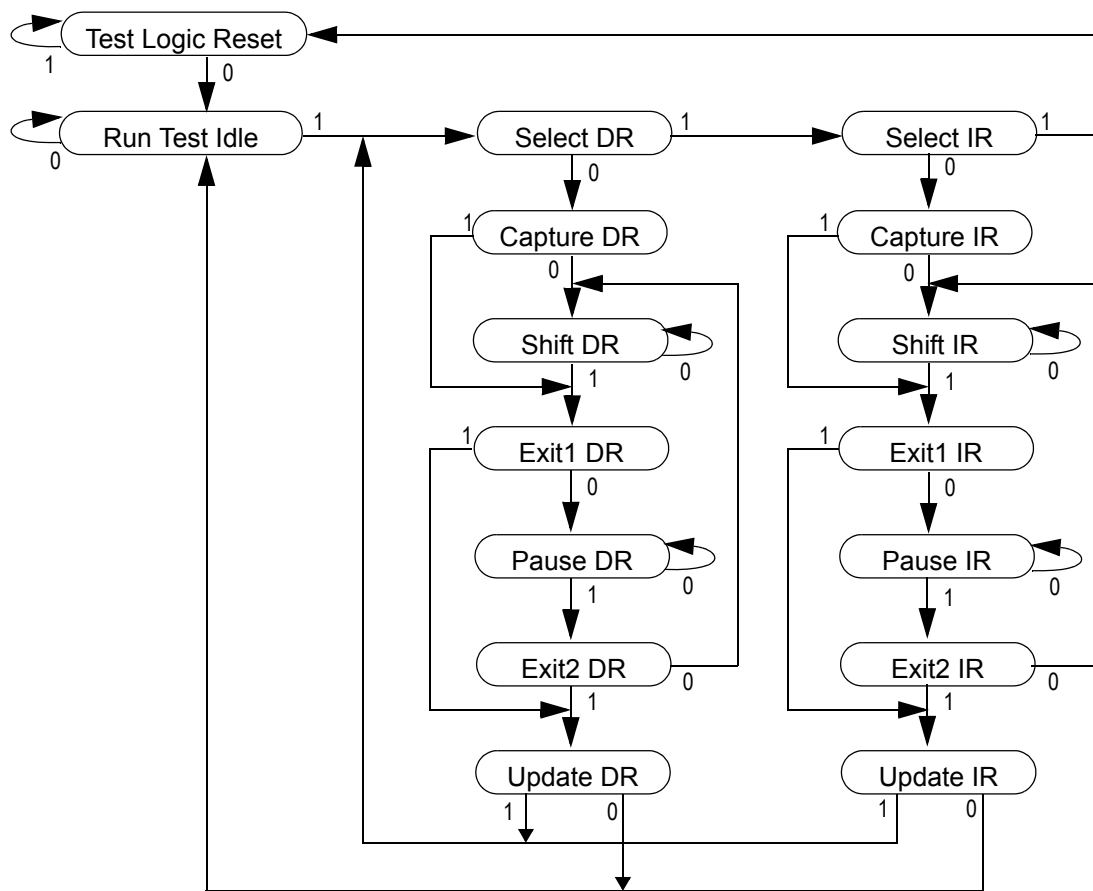 Test Logic Reset
1
0
Run Test Idle
0
1
Select DR
1
0
Select IR
1
0
Capture DR
1
0
Capture IR
1
0
Shift DR
0
1
Shift IR
0
1
Exit1 DR
1
0
Exit1 IR
1
0
Pause DR
0
1
Pause IR
0
1
Exit2 DR
0
1
Exit2 IR
0
1
Update DR
1
0
Update IR
1
0